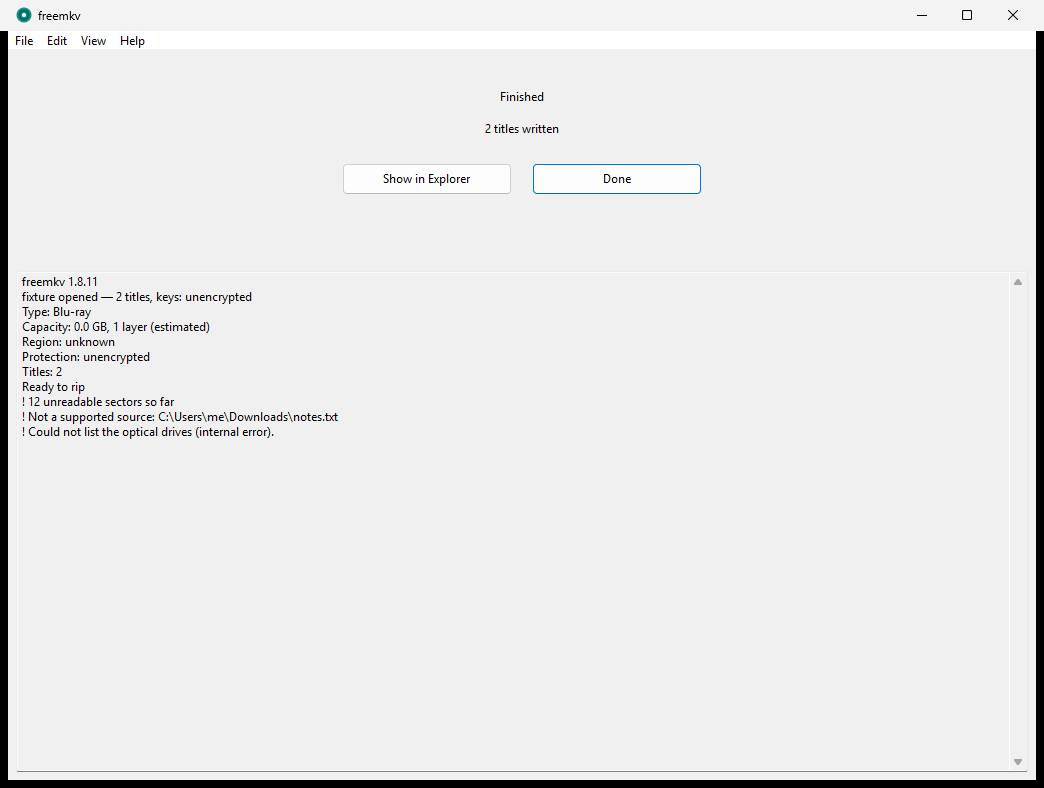 freemkv
File Edit View Help
Finished
2 titles written
Show in Explorer Done
freemkv 1.8.11
fixture opened — 2 titles, keys: unencrypted
Type: Blu-ray
Capacity: 0.0 GB, 1 layer (estimated)
Region: unknown
Protection: unencrypted
Titles: 2
Ready to rip
! 12 unreadable sectors so far
! Not a supported source: C:\Users\me\Downloads\notes.txt
! Could not list the optical drives (internal error).